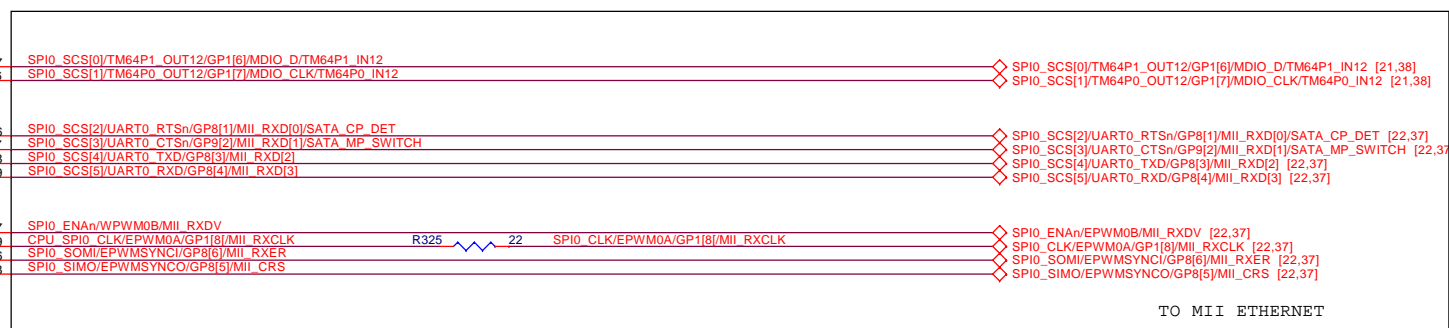 SPI0_SCS[0]/TM64P1_OUT12/GP1[6]/MDIO_D/TM64P1_IN12 SPI0_SCS[0]/TM64P1_OUT12/GP1[6]/MDIO_D/TM64P1_IN12 [21,38]
SPI0_SCS[1]/TM64P0_OUT12/GP1[7]/MDIO_CLK/TM64P0_IN12 SPI0_SCS[1]/TM64P0_OUT12/GP1[7]/MDIO_CLK/TM64P0_IN12 [21,38]
SPI0_SCS[2]/UART0_RTSn/GP8[1]/MII_RXD[0]/SATA_CP_DET SPI0_SCS[2]/UART0_RTSn/GP8[1]/MII_RXD[0]/SATA_CP_DET [22,37]
SPI0_SCS[3]/UART0_CTSn/GP9[2]/MII_RXD[1]/SATA_MP_SWITCH SPI0_SCS[3]/UART0_CTSn/GP9[2]/MII_RXD[1]/SATA_MP_SWITCH [22,37
SPI0_SCS[4]/UART0_TXD/GP8[3]/MII_RXD[2] SPI0_SCS[4]/UART0_TXD/GP8[3]/MII_RXD[2] [22,37]
SPI0_SCS[5]/UART0_RXD/GP8[4]/MII_RXD[3] SPI0_SCS[5]/UART0_RXD/GP8[4]/MII_RXD[3] [22,37]
SPI0_ENAn/WPWM0B/MII_RXDV SPI0_ENAn/EPWM0B/MII_RXDV [22,37]
CPU_SPI0_CLK/EPWM0A/GP1[8[/MII_RXCLK R325 22 SPI0_CLK/EPWM0A/GP1[8[/MII_RXCLK SPI0_CLK/EPWM0A/GP1[8[/MII_RXCLK [22,37]
SPI0_SOMI/EPWMSYNCI/GP8[6]/MII_RXER SPI0_SOMI/EPWMSYNCI/GP8[6]/MII_RXER [22,37]
SPI0_SIMO/EPWMSYNCO/GP8[5]/MII_CRS SPI0_SIMO/EPWMSYNCO/GP8[5]/MII_CRS [22,37]
TO MII ETHERNET